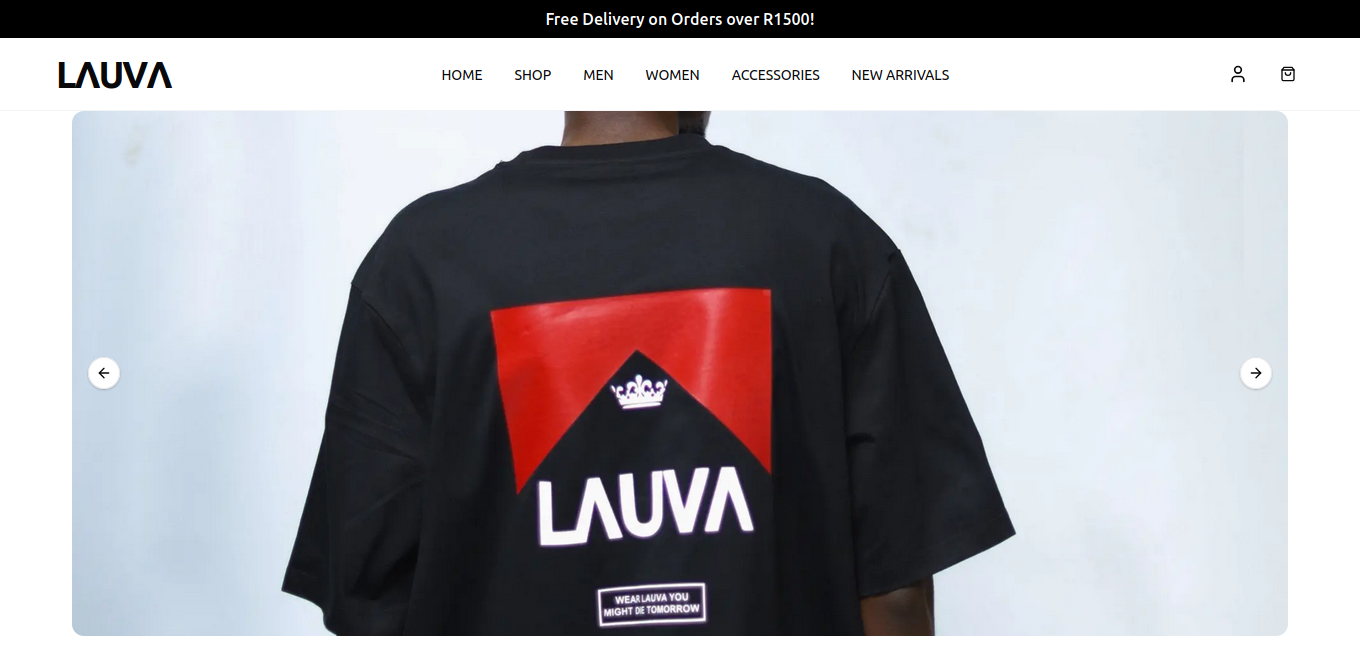 Free Delivery on Orders over R1500!
LAUVA
HOME SHOP MEN WOMEN ACCESSORIES NEW ARRIVALS
LAUVA
WEAR LAUVA YOU
MIGHT DE TOMORROW